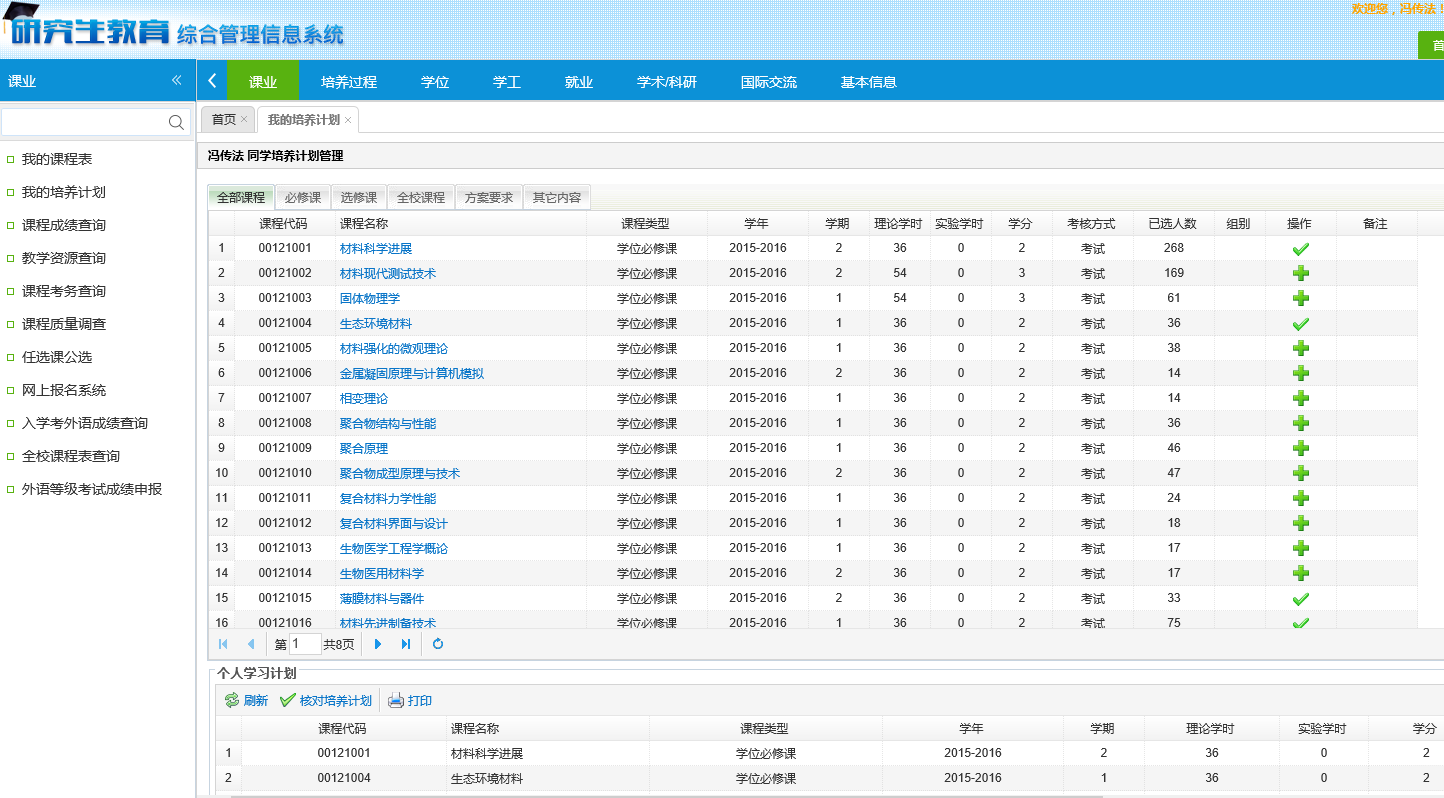 欢迎您，冯传法！
研究生教育 综合管理信息系统
首
课业 课业 培养过程 学位 学工 就业 学术/科研 国际交流 基本信息
首页 我的培养计划
我的课程表
我的培养计划
课程成绩查询
教学资源查询
课程考务查询
课程质量调查
任选课公选
网上报名系统
入学考外语成绩查询
全校课程表查询
外语等级考试成绩申报
冯传法 同学培养计划管理
全部课程 必修课 选修课 全校课程 方案要求 其它内容
课程代码 课程名称 课程类型 学年 学期 理论学时 实验学时 学分 考核方式 已选人数 组别 操作 备注
1 00121001 材料科学进展 学位必修课 2015-2016 2 36 0 2 考试 268
2 00121002 材料现代测试技术 学位必修课 2015-2016 2 54 0 3 考试 169
3 00121003 固体物理学 学位必修课 2015-2016 1 54 0 3 考试 61
4 00121004 生态环境材料 学位必修课 2015-2016 1 36 0 2 考试 36
5 00121005 材料强化的微观理论 学位必修课 2015-2016 1 36 0 2 考试 38
6 00121006 金属凝固原理与计算机模拟 学位必修课 2015-2016 2 36 0 2 考试 14
7 00121007 相变理论 学位必修课 2015-2016 1 36 0 2 考试 14
8 00121008 聚合物结构与性能 学位必修课 2015-2016 1 36 0 2 考试 36
9 00121009 聚合原理 学位必修课 2015-2016 1 36 0 2 考试 46
10 00121010 聚合物成型原理与技术 学位必修课 2015-2016 2 36 0 2 考试 47
11 00121011 复合材料力学性能 学位必修课 2015-2016 1 36 0 2 考试 24
12 00121012 复合材料界面与设计 学位必修课 2015-2016 1 36 0 2 考试 18
13 00121013 生物医学工程学概论 学位必修课 2015-2016 1 36 0 2 考试 17
14 00121014 生物医用材料学 学位必修课 2015-2016 2 36 0 2 考试 17
15 00121015 薄膜材料与器件 学位必修课 2015-2016 2 36 0 2 考试 33
16 00121016 材料先进制备技术 学位必修课 2015-2016 1 36 0 2 考试 75
第 1 共8页
个人学习计划
刷新 核对培养计划 打印
课程代码 课程名称 课程类型 学年 学期 理论学时 实验学时 学分
1 00121001 材料科学进展 学位必修课 2015-2016 2 36 0 2
2 00121004 生态环境材料 学位必修课 2015-2016 1 36 0 2